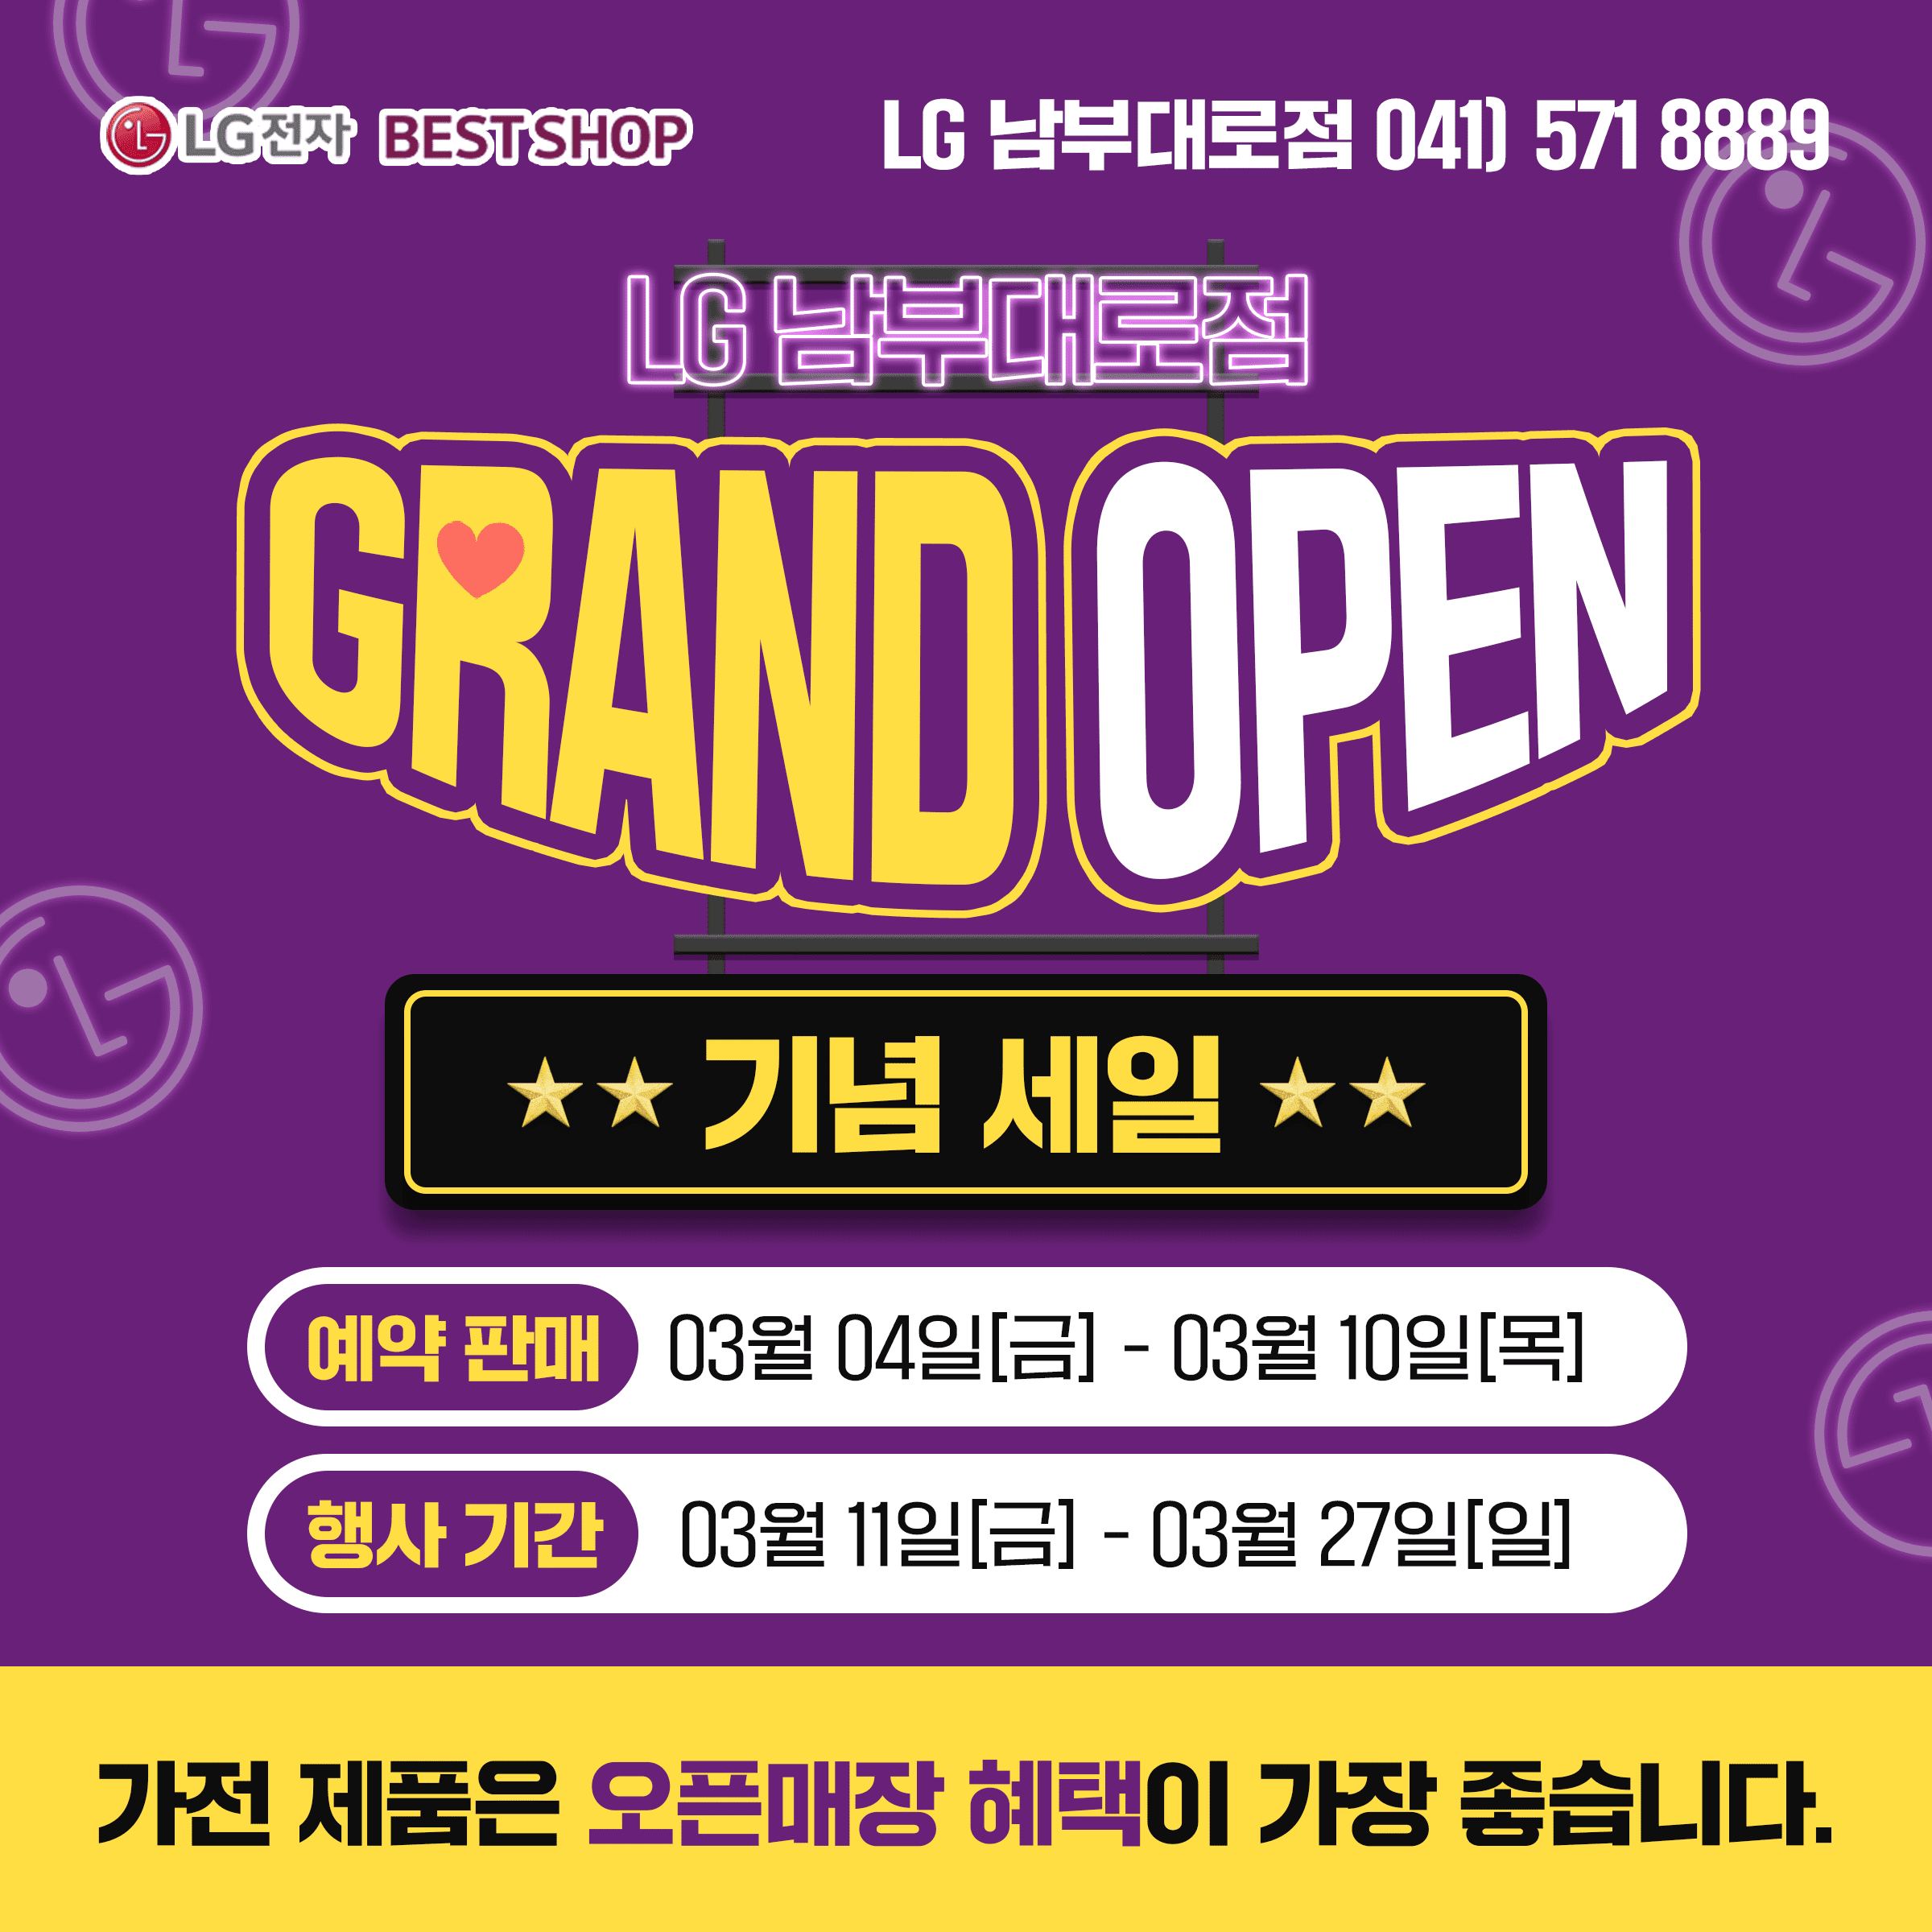 LG전자 BEST SHOP
LG 남부대로점 041) 571 8889
LG 남부대로점
GRAND OPEN
기념 세일
예약 판매 03월 04일[금] - 03월 10일[목]
행사 기간 03월 11일[금] - 03월 27일[일]
가전 제품은 오픈매장 혜택이 가장 좋습니다.